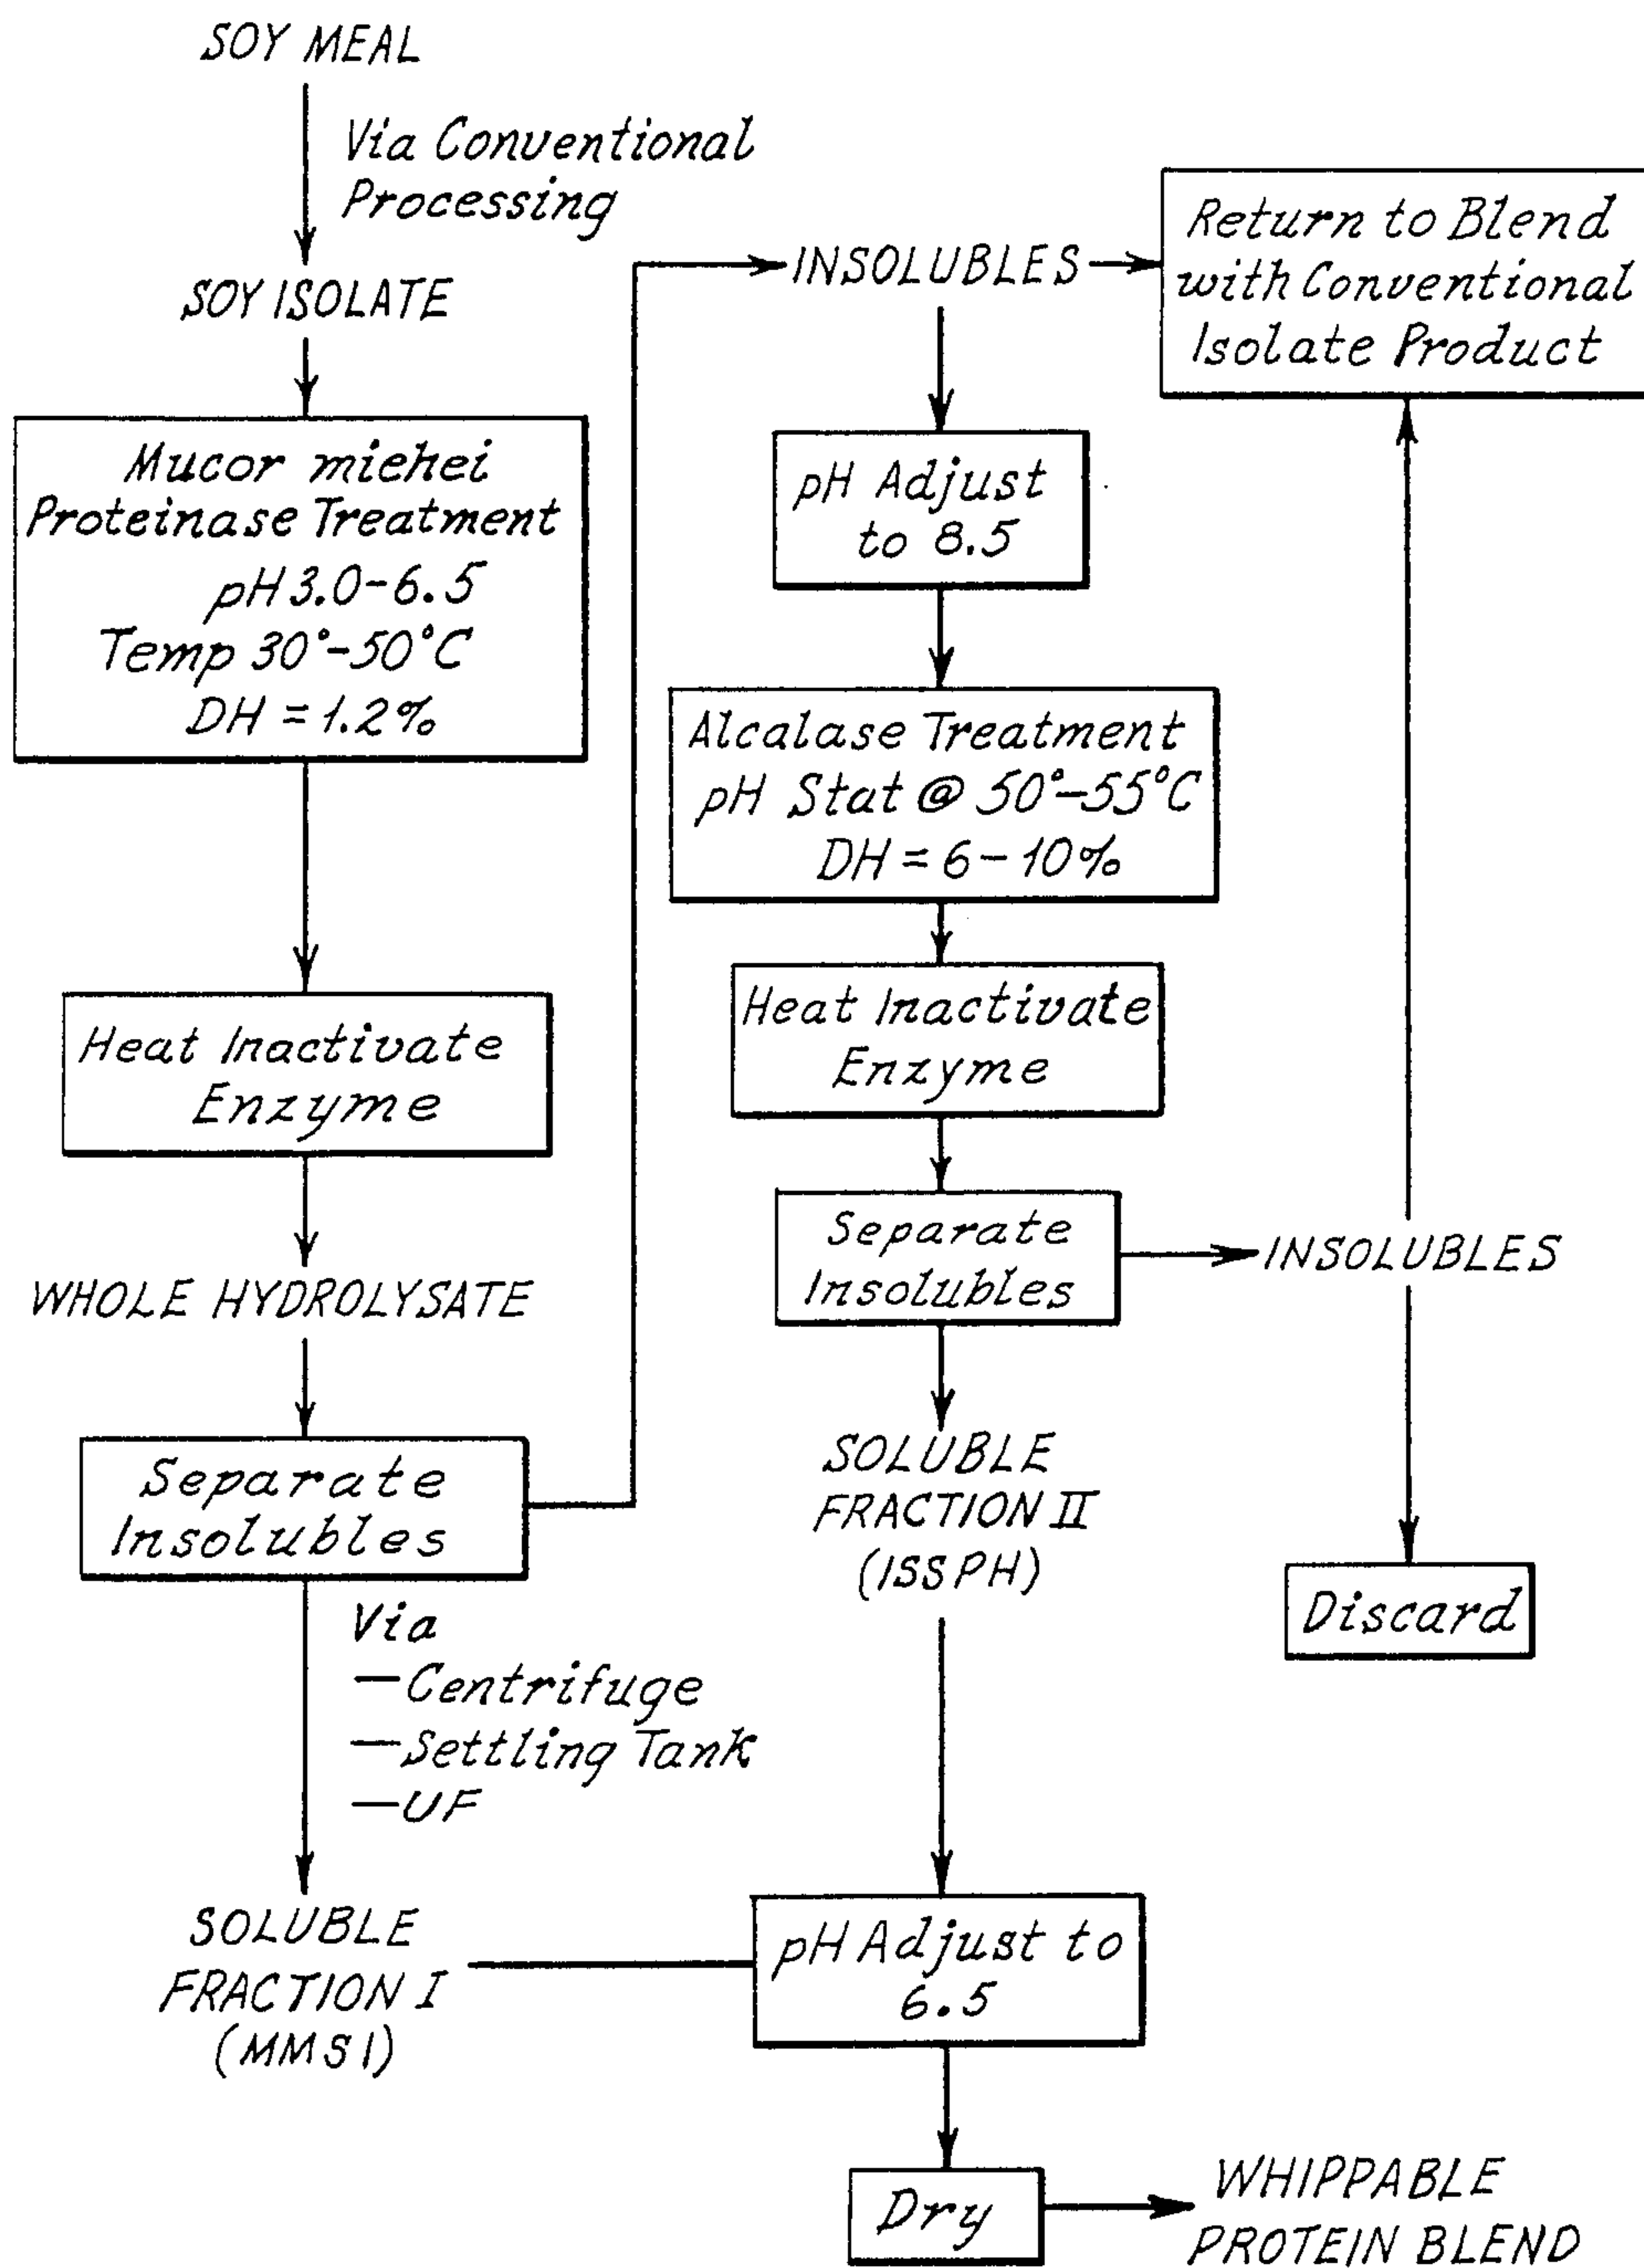 SOY MEAL
Via Conventional
Processing
SOY ISOLATE
Mucor miehei
Proteinase Treatment
pH 3.0-6.5
Temp 30°-50°C
DH = 1.2%
Heat Inactivate
Enzyme
WHOLE HYDROLYSATE
Separate
Insolubles
Via
—Centrifuge
—Settling Tank
—UF
SOLUBLE
FRACTION I
(MMSI)
INSOLUBLES
Return to Blend
with Conventional
Isolate Product
pH Adjust
to 8.5
Alcalase Treatment
pH Stat @ 50°-55°C
DH = 6-10%
Heat Inactivate
Enzyme
Separate
Insolubles
INSOLUBLES
Discard
SOLUBLE
FRACTION II
(ISSPH)
pH Adjust to
6.5
Dry
WHIPPABLE
PROTEIN BLEND